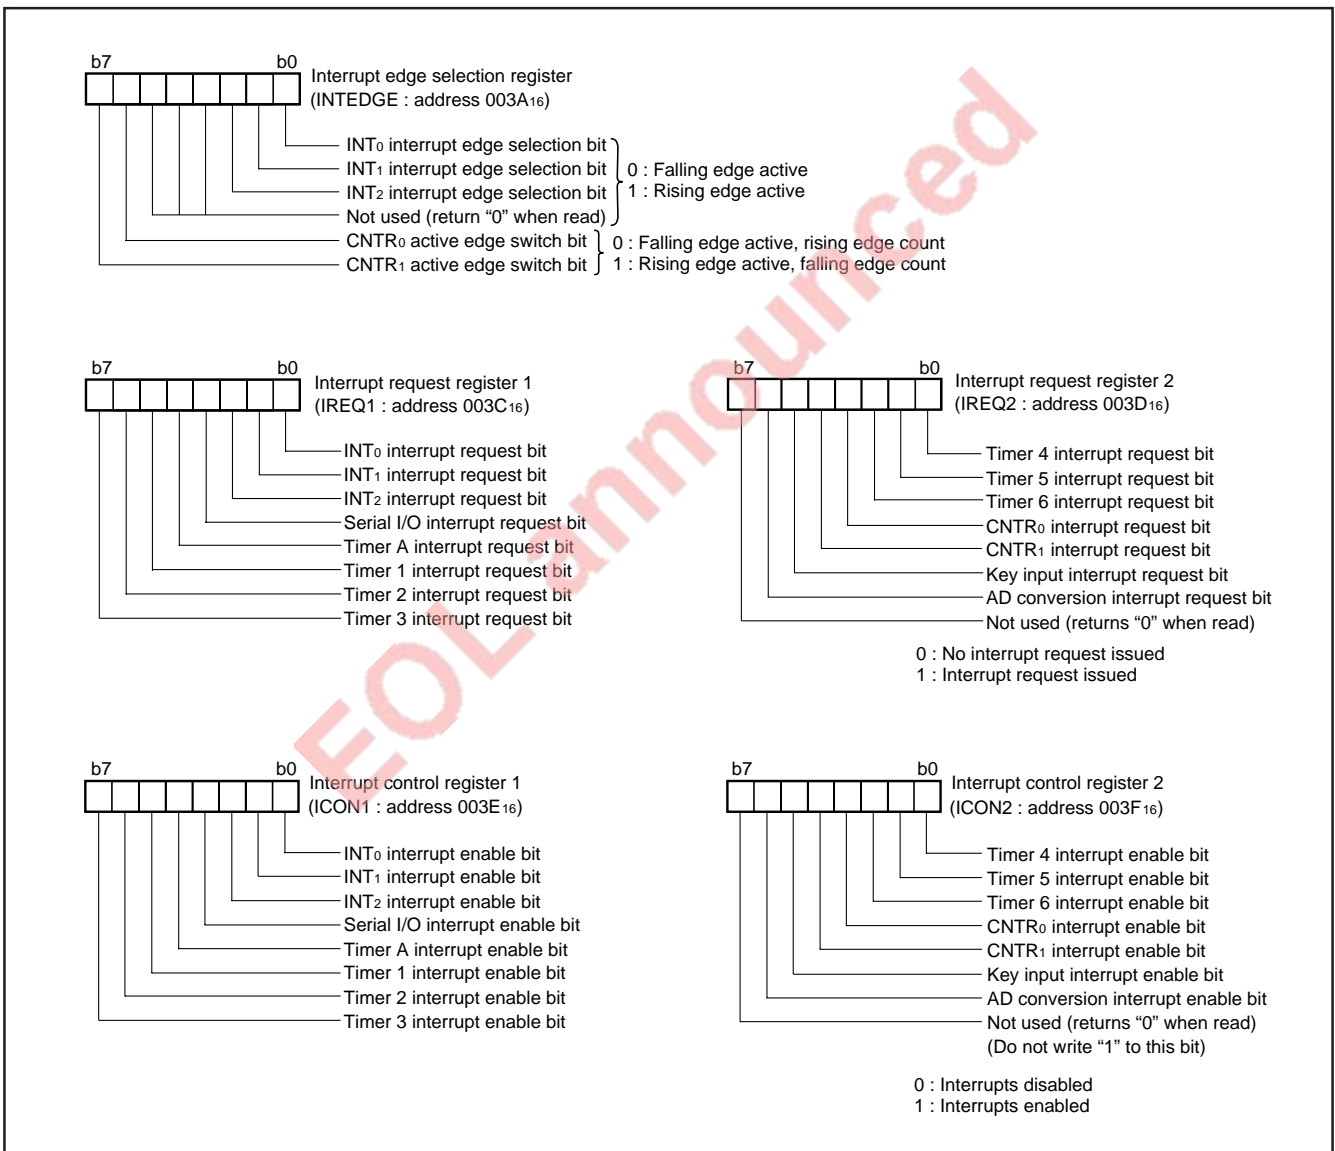 b7 b0
Interrupt edge selection register
(INTEDGE : address 003A16)
INT0 interrupt edge selection bit
INT1 interrupt edge selection bit
INT2 interrupt edge selection bit
Not used (return “0” when read)
0 : Falling edge active
1 : Rising edge active
CNTR0 active edge switch bit
CNTR1 active edge switch bit
0 : Falling edge active, rising edge count
1 : Rising edge active, falling edge count
b7 b0
Interrupt request register 1
(IREQ1 : address 003C16)
INT0 interrupt request bit
INT1 interrupt request bit
INT2 interrupt request bit
Serial I/O interrupt request bit
Timer A interrupt request bit
Timer 1 interrupt request bit
Timer 2 interrupt request bit
Timer 3 interrupt request bit
b7 b0
Interrupt request register 2
(IREQ2 : address 003D16)
Timer 4 interrupt request bit
Timer 5 interrupt request bit
Timer 6 interrupt request bit
CNTR0 interrupt request bit
CNTR1 interrupt request bit
Key input interrupt request bit
AD conversion interrupt request bit
Not used (returns “0” when read)
0 : No interrupt request issued
1 : Interrupt request issued
b7 b0
Interrupt control register 1
(ICON1 : address 003E16)
INT0 interrupt enable bit
INT1 interrupt enable bit
INT2 interrupt enable bit
Serial I/O interrupt enable bit
Timer A interrupt enable bit
Timer 1 interrupt enable bit
Timer 2 interrupt enable bit
Timer 3 interrupt enable bit
b7 b0
Interrupt control register 2
(ICON2 : address 003F16)
Timer 4 interrupt enable bit
Timer 5 interrupt enable bit
Timer 6 interrupt enable bit
CNTR0 interrupt enable bit
CNTR1 interrupt enable bit
Key input interrupt enable bit
AD conversion interrupt enable bit
Not used (returns “0” when read)
(Do not write “1” to this bit)
0 : Interrupts disabled
1 : Interrupts enabled
EOL announced